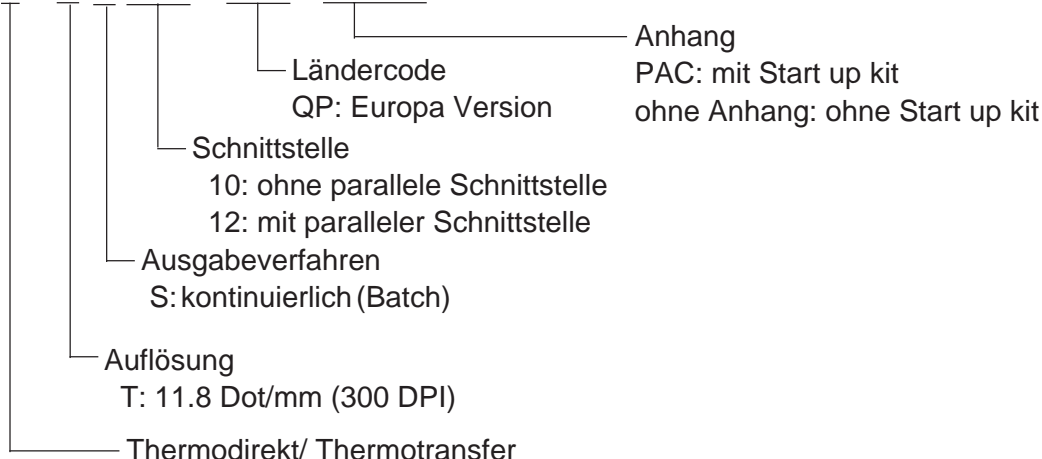 Anhang
PAC: mit Start up kit
ohne Anhang: ohne Start up kit
Ländercode
QP: Europa Version
Schnittstelle
10: ohne parallele Schnittstelle
12: mit paralleler Schnittstelle
Ausgabeverfahren
S: kontinuierlich (Batch)
Auflösung
T: 11.8 Dot/mm (300 DPI)
Thermodirekt/ Thermotransfer